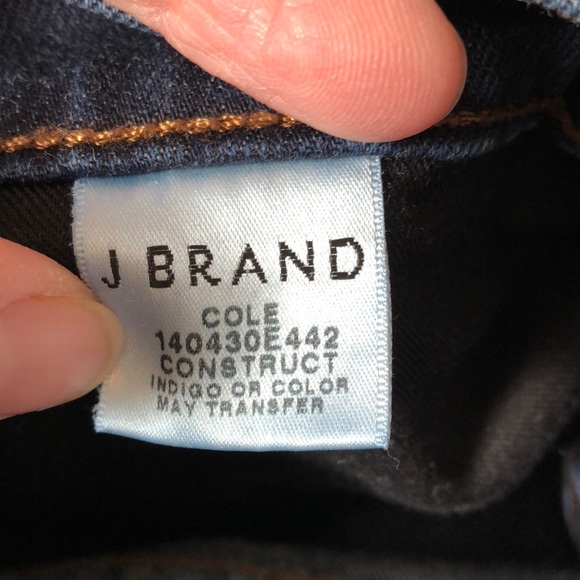 J BRAND
COLE
140430E442
CONSTRUCT
INDIGO OR COLOR
MAY TRANSFER